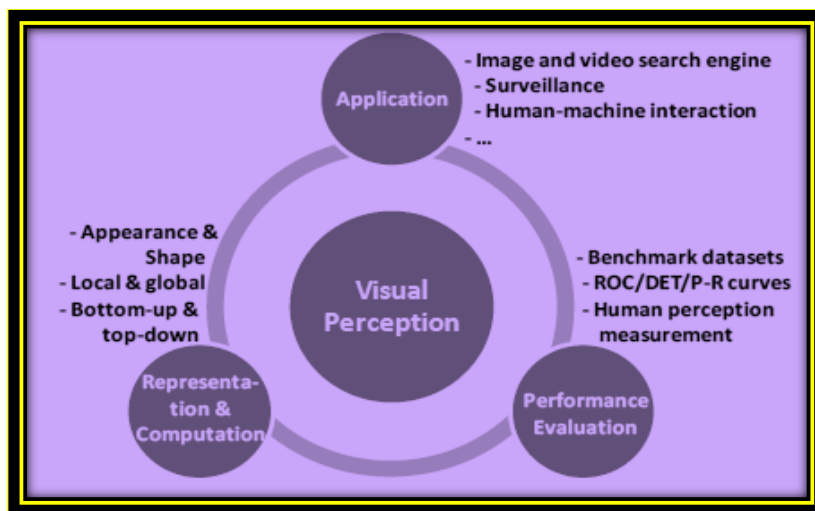 Application
- Image and video search engine
- Surveillance
- Human-machine interaction
- ...
- Appearance &
Shape
- Local & global
- Bottom-up &
top-down
Visual
Perception
- Benchmark datasets
- ROC/DET/P-R curves
- Human perception
measurement
Representa-
tion &
Computation
Performance
Evaluation